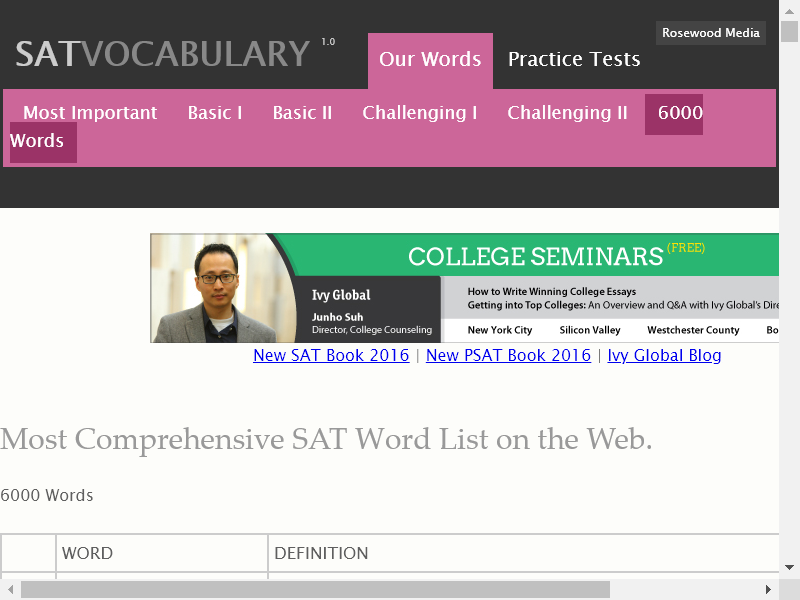 SATVOCABULARY 1.0
Rosewood Media
Our Words
Practice Tests
Most Important
Basic I
Basic II
Challenging I
Challenging II
6000 Words
COLLEGE SEMINARS (FREE)
Ivy Global
Junho Suh
Director, College Counseling
How to Write Winning College Essays
Getting into Top Colleges: An Overview and Q&A with Ivy Global's Dire
New York City
Silicon Valley
Westchester County
Bo
New SAT Book 2016 | New PSAT Book 2016 | Ivy Global Blog
Most Comprehensive SAT Word List on the Web.
6000 Words
WORD
DEFINITION